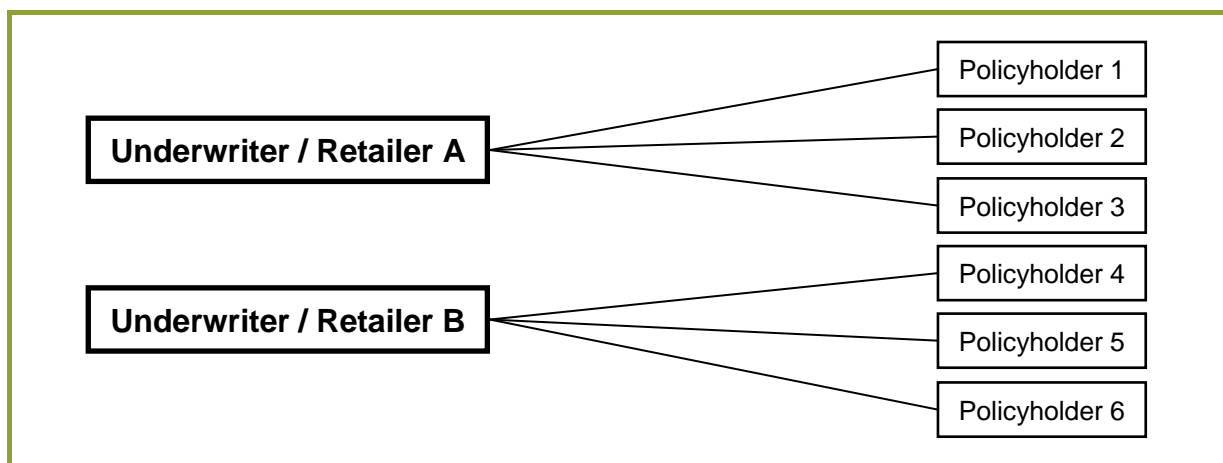 Policyholder 1
Underwriter / Retailer A
Policyholder 2
Policyholder 3
Policyholder 4
Underwriter / Retailer B
Policyholder 5
Policyholder 6